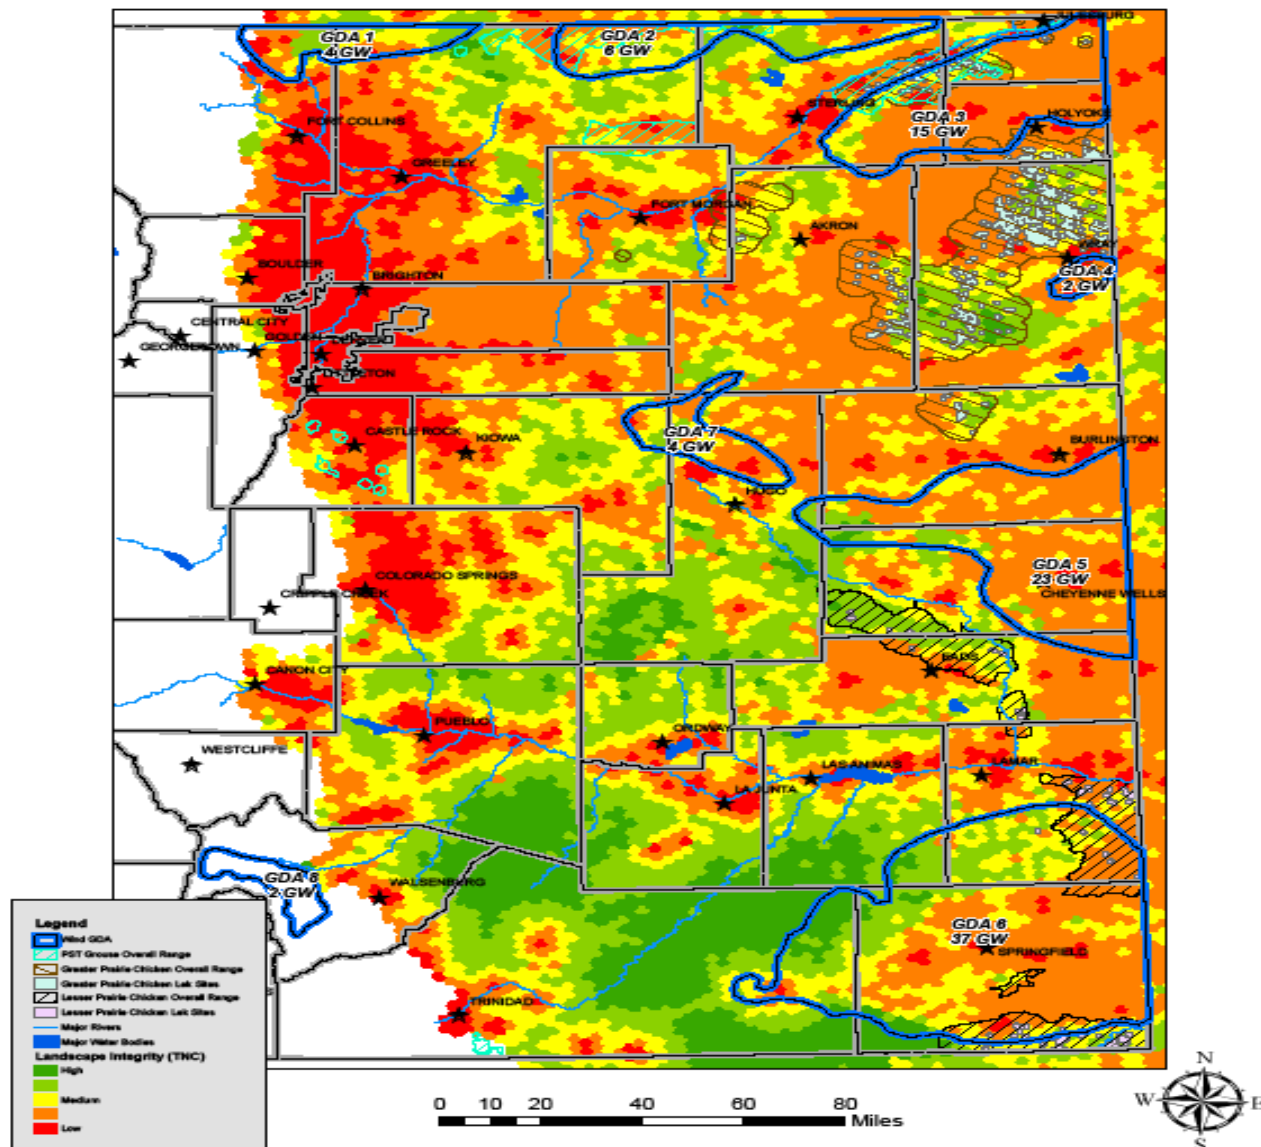 JULESBURG
GDA 1
4 GW
GDA 2
6 GW
STERLING
GDA 3
15 GW
HOLYOKE
FORT COLLINS
GREELEY
FORT MORGAN
AKRON
WRAY
GDA 4
2 GW
BOULDER
BRIGHTON
CENTRAL CITY
GOLDEN
GEORGETOWN
LITTLETON
CASTLE ROCK
KIOWA
GDA 7
4 GW
BURLINGTON
HUGO
GDA 5
23 GW
CHEYENNE WELLS
COLORADO SPRINGS
CRIPPLE CREEK
CANON CITY
EADS
PUEBLO
ORDWAY
WESTCLIFFE
LAS ANIMAS
LAMAR
LA JUNTA
GDA 8
2 GW
WALSENBURG
GDA 6
37 GW
SPRINGFIELD
TRINIDAD
Legend
Wind GDA
PST Grouse Overall Range
Greater Prairie Chicken Overall Range
Greater Prairie Chicken Lek Sites
Lesser Prairie Chicken Overall Range
Lesser Prairie Chicken Lek Sites
Major Rivers
Major Water Bodies
Landscape Integrity (TNC)
High
Medium
Low
0 10 20 40 60 80
Miles
N
W E
S